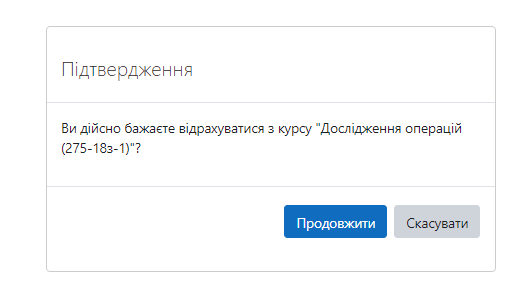 Підтвердження
Ви дійсно бажаєте відрахуватися з курсу "Дослідження операцій
(275-18з-1)"?
Продовжити Скасувати